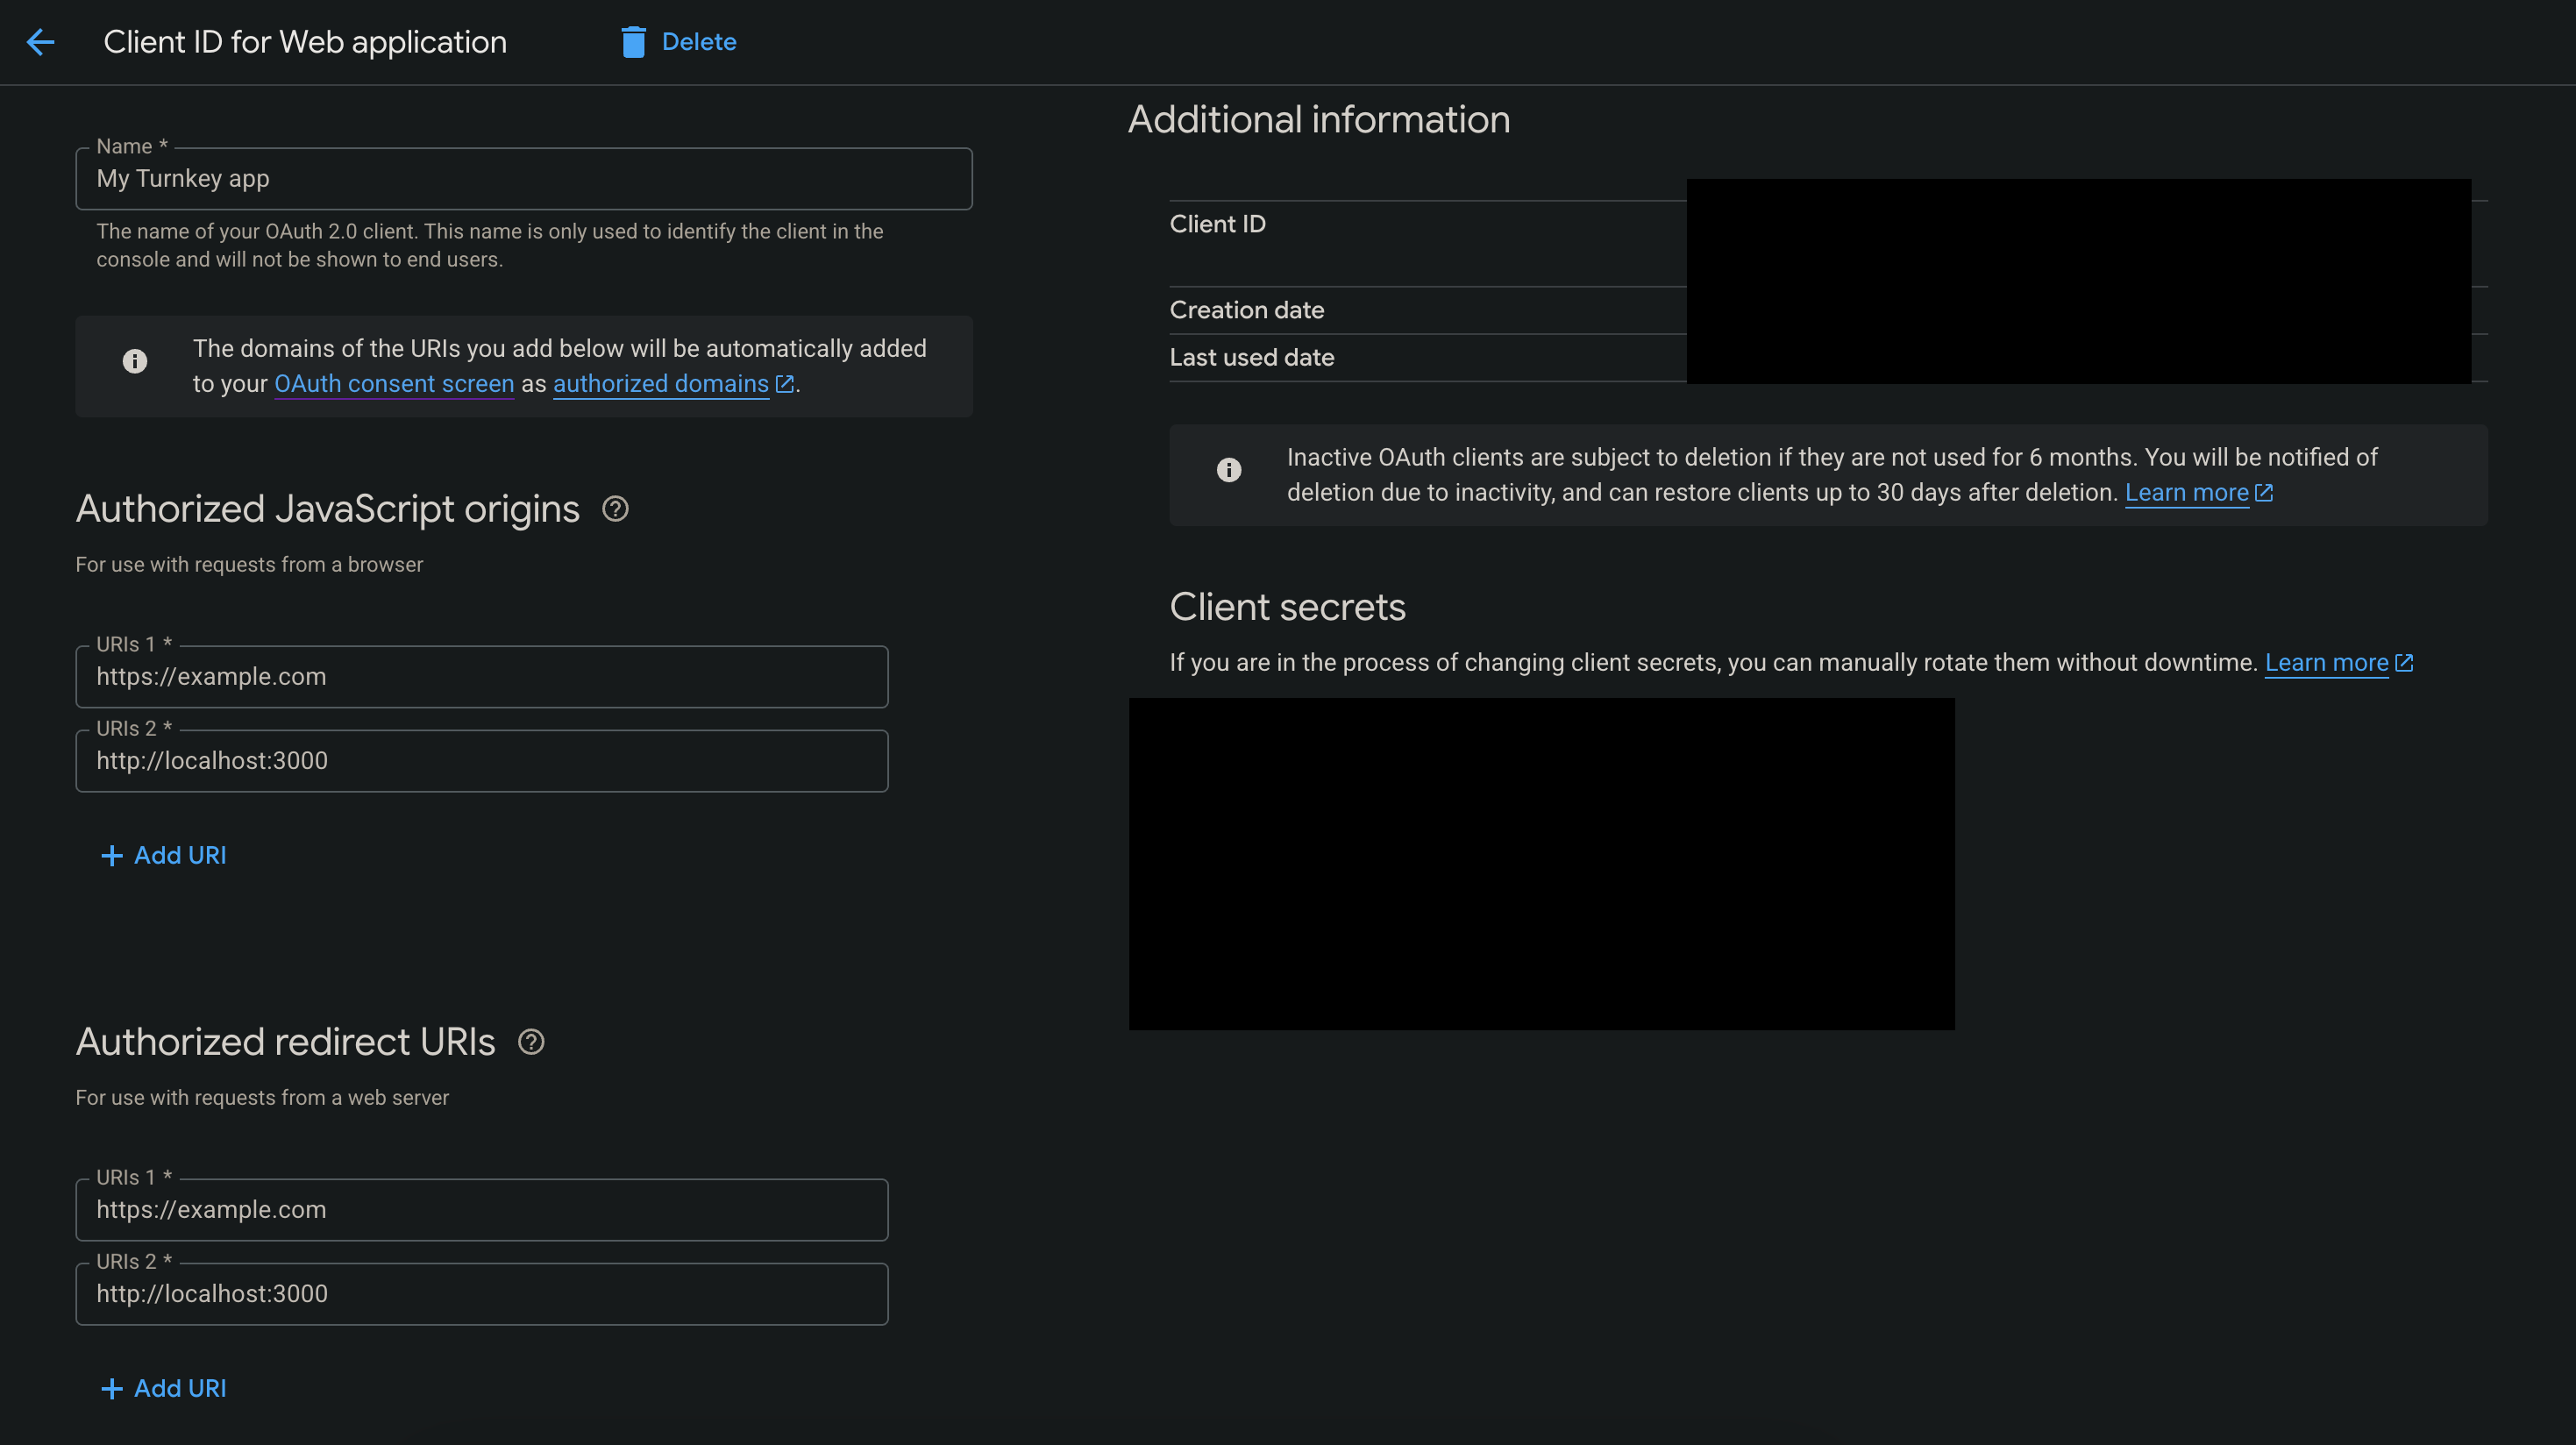 Client ID for Web application
Delete
Name *
My Turnkey app
The name of your OAuth 2.0 client. This name is only used to identify the client in the
console and will not be shown to end users.
The domains of the URIs you add below will be automatically added
to your OAuth consent screen as authorized domains.
Authorized JavaScript origins
For use with requests from a browser
URIs 1 *
https://example.com
URIs 2 *
http://localhost:3000
Add URI
Authorized redirect URIs
For use with requests from a web server
URIs 1 *
https://example.com
URIs 2 *
http://localhost:3000
Add URI
Additional information
Client ID
Creation date
Last used date
Inactive OAuth clients are subject to deletion if they are not used for 6 months. You will be notified of
deletion due to inactivity, and can restore clients up to 30 days after deletion. Learn more
Client secrets
If you are in the process of changing client secrets, you can manually rotate them without downtime. Learn more